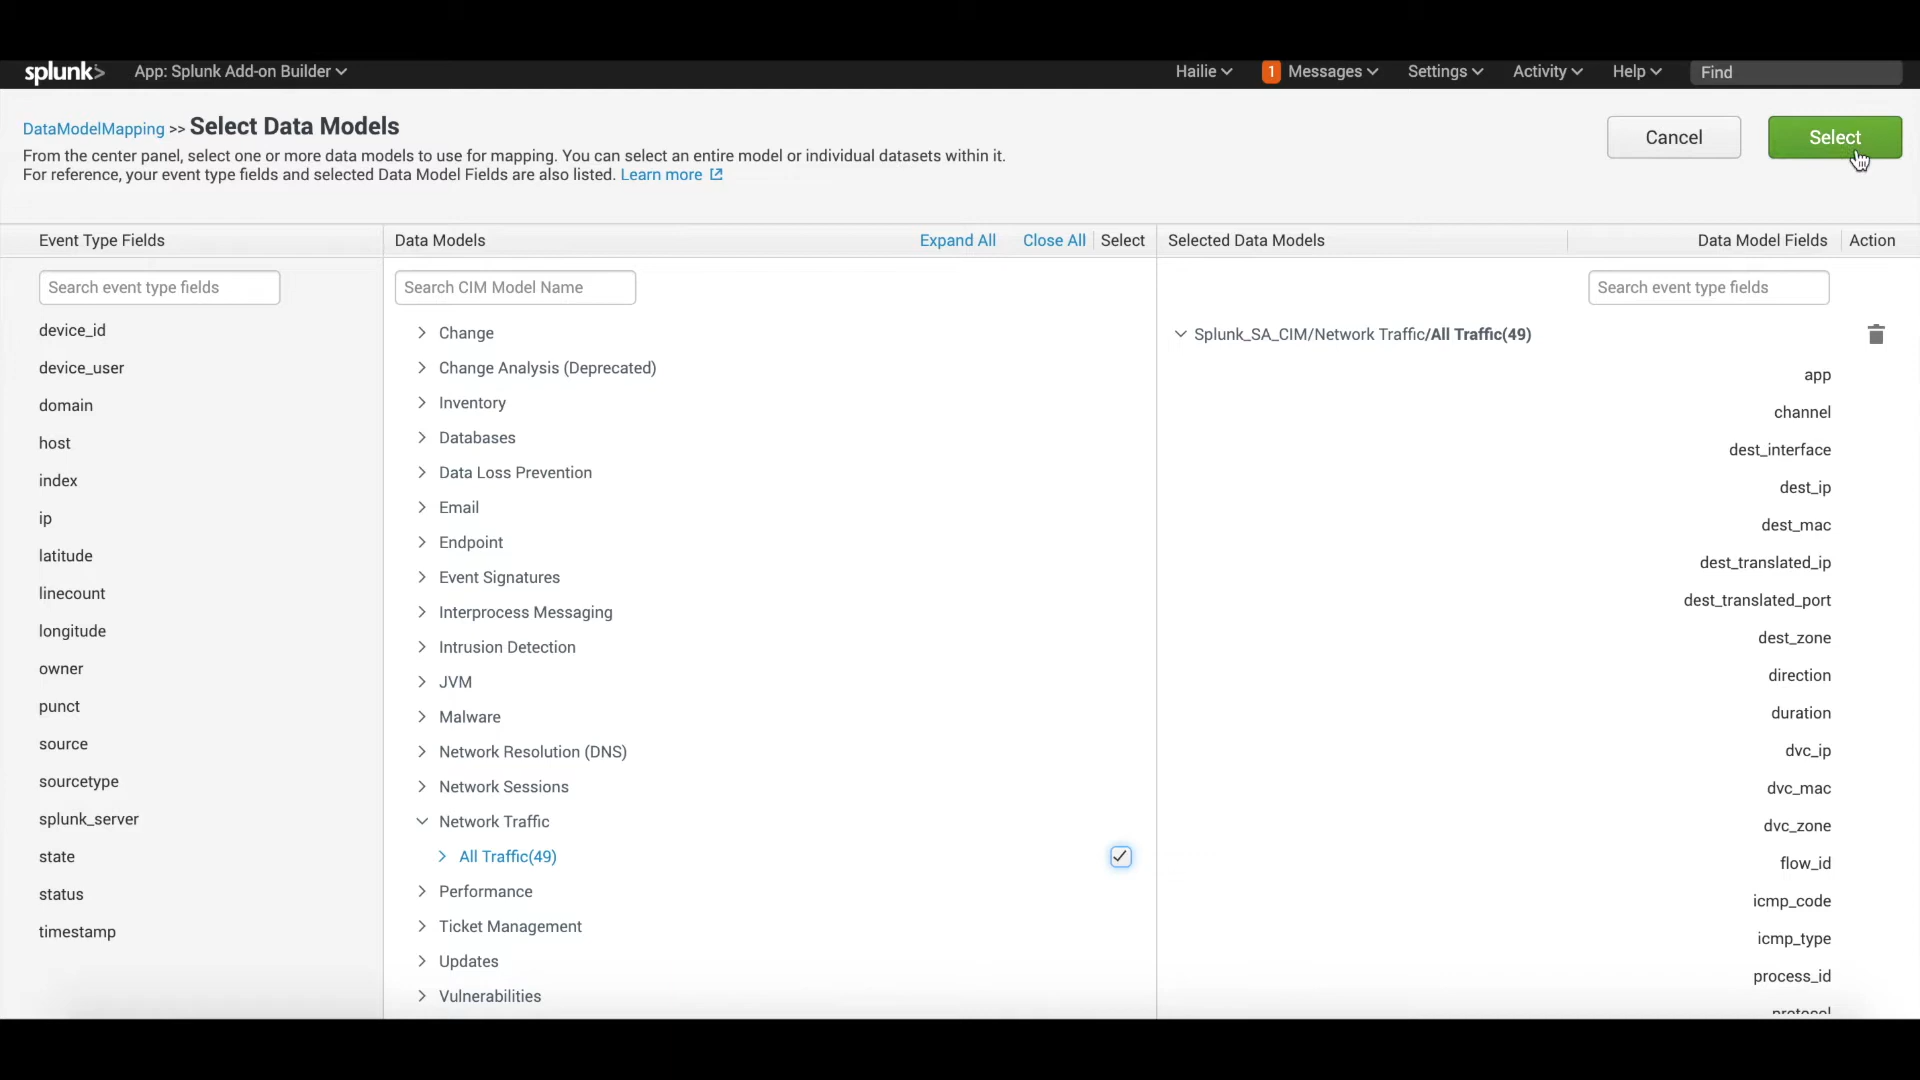 splunk> App: Splunk Add-on Builder Hailie 1 Messages Settings Activity Help Find
DataModelMapping >> Select Data Models
From the center panel, select one or more data models to use for mapping. You can select an entire model or individual datasets within it.
For reference, your event type fields and selected Data Model Fields are also listed. Learn more
Cancel Select
Event Type Fields
Search event type fields
device_id
device_user
domain
host
index
ip
latitude
linecount
longitude
owner
punct
source
sourcetype
splunk_server
state
status
timestamp
Data Models Expand All Close All Select
Search CIM Model Name
Change
Change Analysis (Deprecated)
Inventory
Databases
Data Loss Prevention
Email
Endpoint
Event Signatures
Interprocess Messaging
Intrusion Detection
JVM
Malware
Network Resolution (DNS)
Network Sessions
Network Traffic
All Traffic(49)
Performance
Ticket Management
Updates
Vulnerabilities
Selected Data Models Data Model Fields Action
Search event type fields
Splunk_SA_CIM/Network Traffic/All Traffic(49)
app
channel
dest_interface
dest_ip
dest_mac
dest_translated_ip
dest_translated_port
dest_zone
direction
duration
dvc_ip
dvc_mac
dvc_zone
flow_id
icmp_code
icmp_type
process_id
protocol